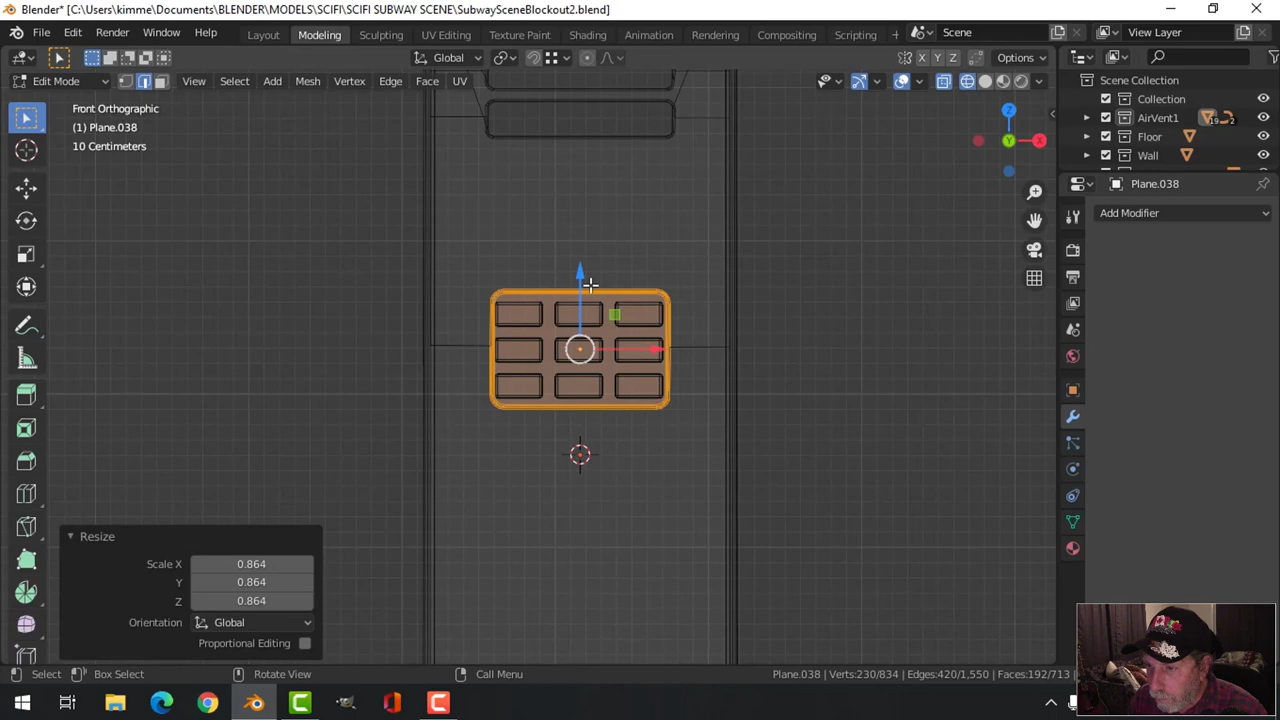 Blender* [C:\Users\kimme\Documents\BLENDER\MODELS\SCIFI\SCIFI SUBWAY SCENE\SubwaySceneBlockout2.blend]
File Edit Render Window Help Layout Modeling Sculpting UV Editing Texture Paint Shading Animation Rendering Compositing Scripting + Scene View Layer
Global X Y Z Options
Edit Mode View Select Add Mesh Vertex Edge Face UV
Scene Collection
Collection
AirVent1 19 2
Floor
Wall
Front Orthographic
(1) Plane.038
10 Centimeters
Z
Y
X
Plane.038
Add Modifier
Resize
Scale X 0.864
Y 0.864
Z 0.864
Orientation Global
Proportional Editing
Select Box Select Rotate View Call Menu Plane.038 | Verts:230/834 | Edges:420/1,550 | Faces:192/713